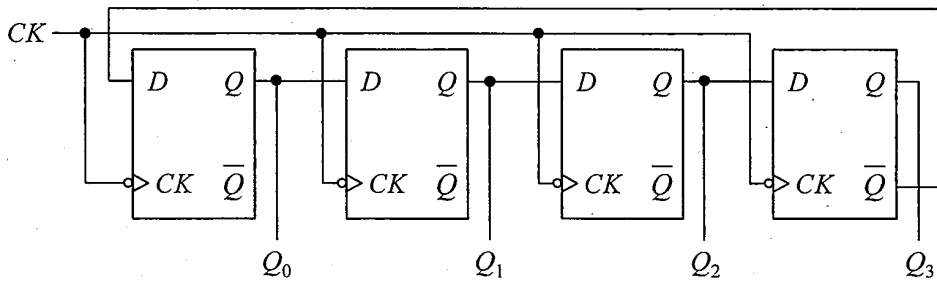 CK
D Q D Q D Q D Q
CK Q̅ CK Q̅ CK Q̅ CK Q̅
Q₀ Q₁ Q₂ Q₃